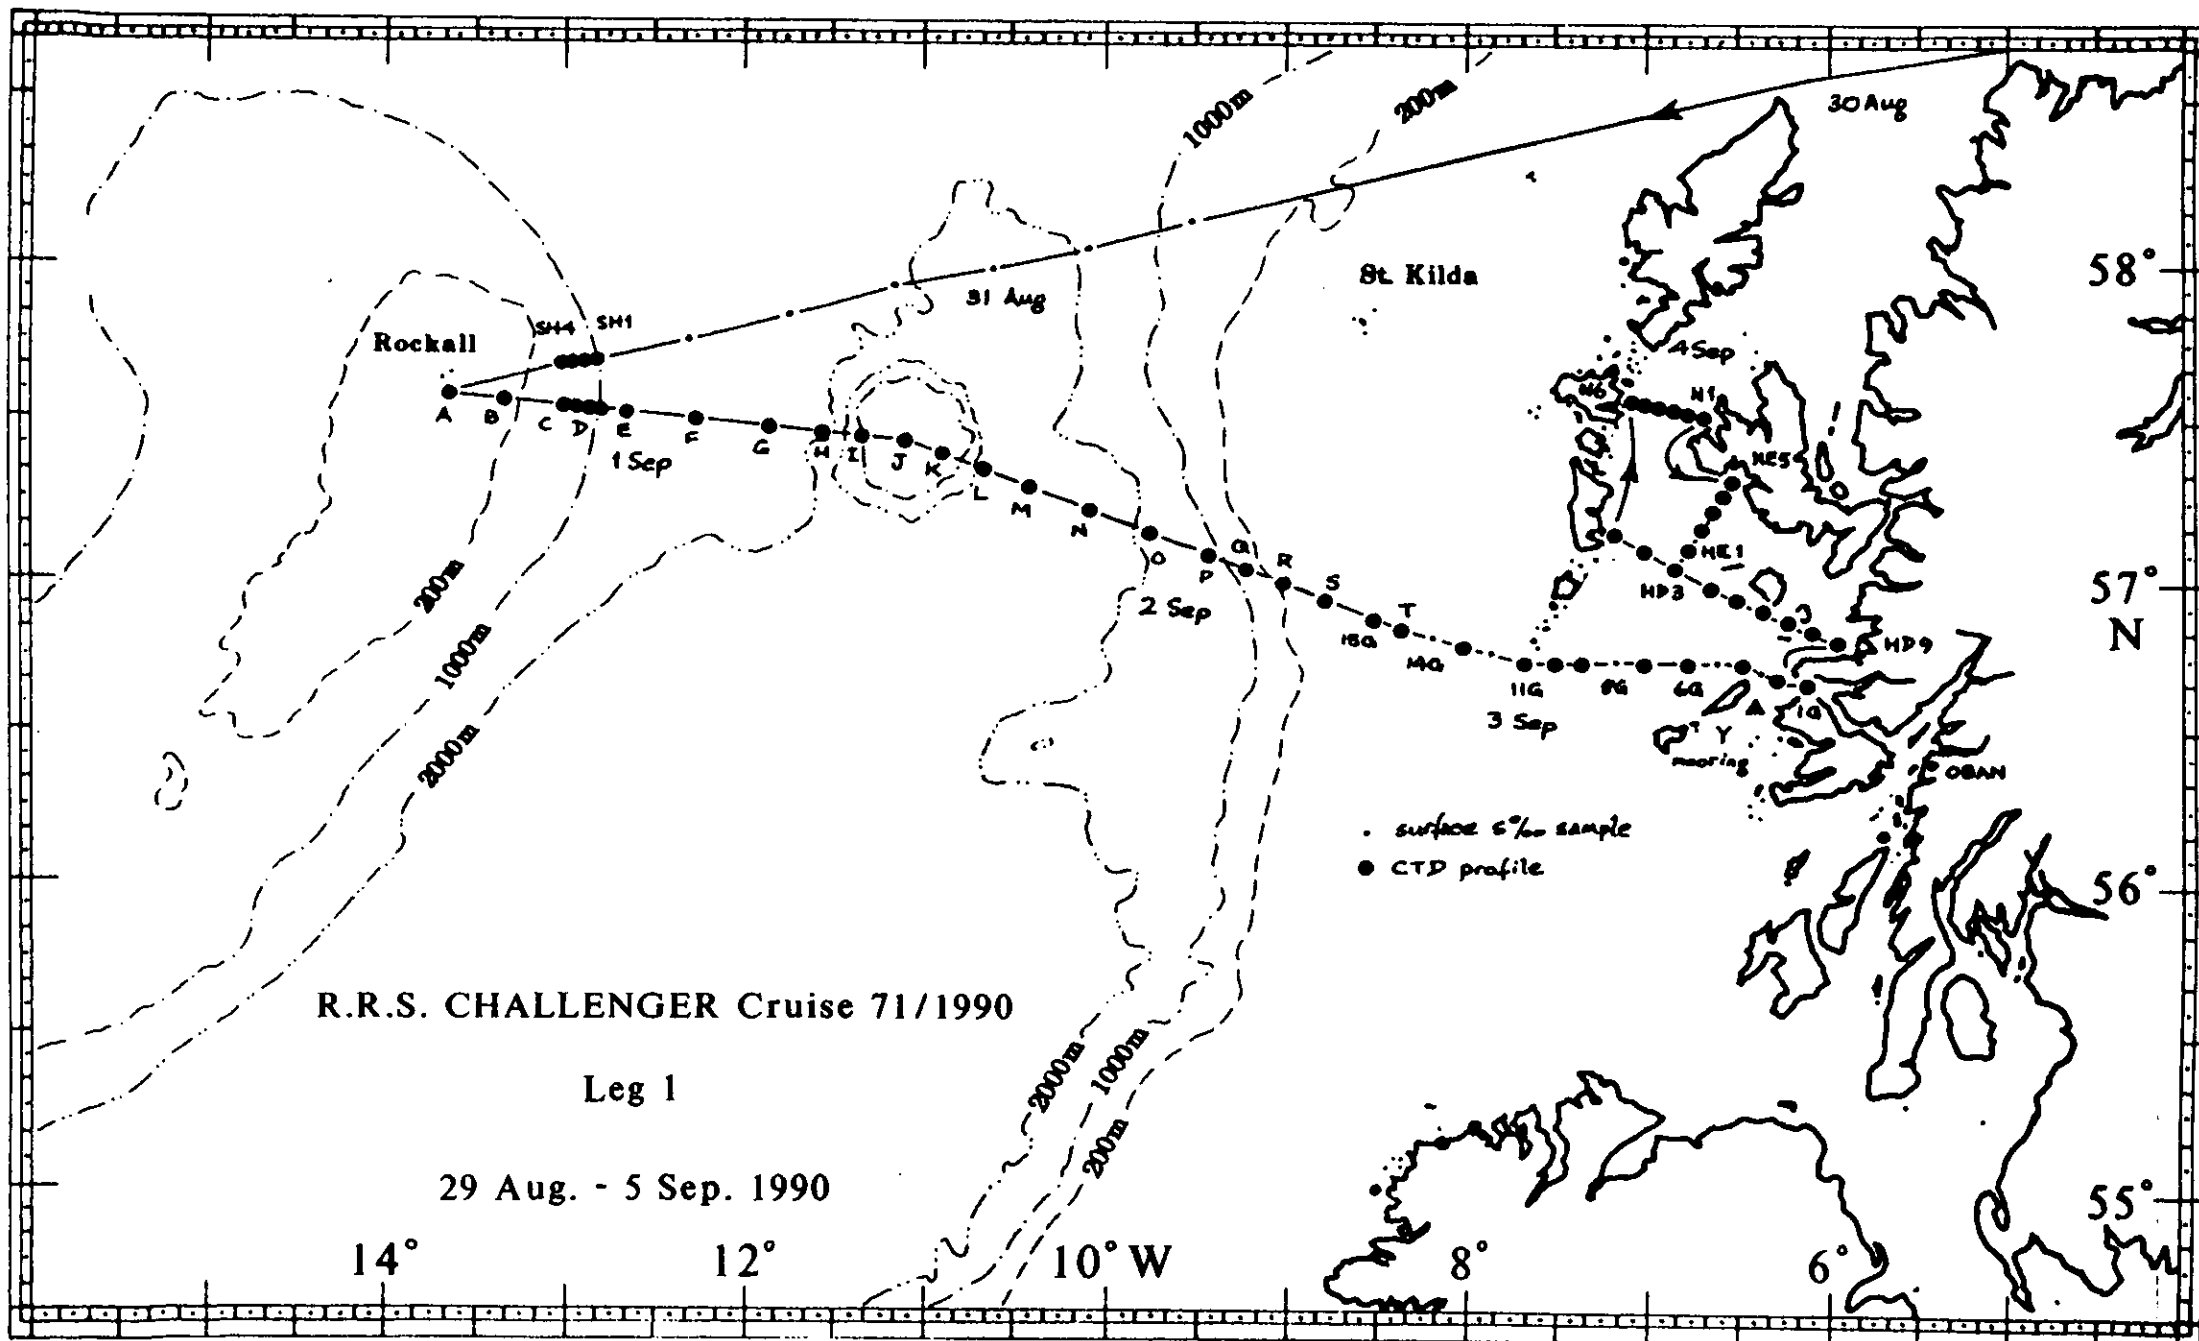 1000m
200m
30 Aug
58°
St. Kilda
31 Aug
SH4 SH1
Rockall
4 Sep
N6 N1
A B C D E F G H I J K L M N O P Q R S T
1 Sep
HE5
HE1
200m
57°
N
HD3
2 Sep
HD9
1000m
15G
14G
11G 8G 6G 1G
3 Sep
2000m
Y
mooring
OBAN
. surface s‰ sample
● CTD profile
56°
R.R.S. CHALLENGER Cruise 71/1990
Leg 1
29 Aug. - 5 Sep. 1990
2000m
1000m
200m
55°
14° 12° 10°W 8° 6°